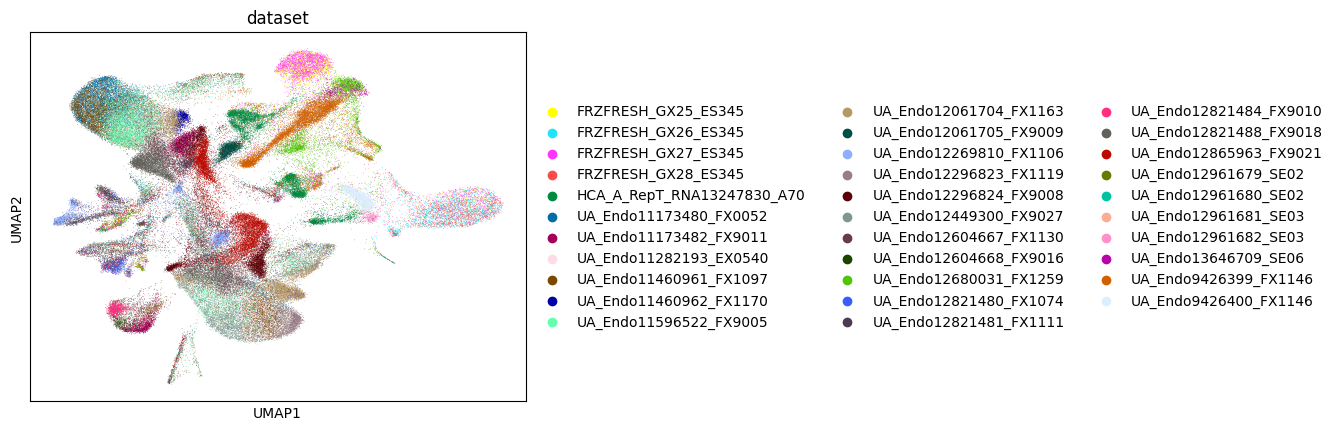 dataset
UMAP2
UMAP1
FRZFRESH_GX25_ES345
FRZFRESH_GX26_ES345
FRZFRESH_GX27_ES345
FRZFRESH_GX28_ES345
HCA_A_RepT_RNA13247830_A70
UA_Endo11173480_FX0052
UA_Endo11173482_FX9011
UA_Endo11282193_EX0540
UA_Endo11460961_FX1097
UA_Endo11460962_FX1170
UA_Endo11596522_FX9005
UA_Endo12061704_FX1163
UA_Endo12061705_FX9009
UA_Endo12269810_FX1106
UA_Endo12296823_FX1119
UA_Endo12296824_FX9008
UA_Endo12449300_FX9027
UA_Endo12604667_FX1130
UA_Endo12604668_FX9016
UA_Endo12680031_FX1259
UA_Endo12821480_FX1074
UA_Endo12821481_FX1111
UA_Endo12821484_FX9010
UA_Endo12821488_FX9018
UA_Endo12865963_FX9021
UA_Endo12961679_SE02
UA_Endo12961680_SE02
UA_Endo12961681_SE03
UA_Endo12961682_SE03
UA_Endo13646709_SE06
UA_Endo9426399_FX1146
UA_Endo9426400_FX1146